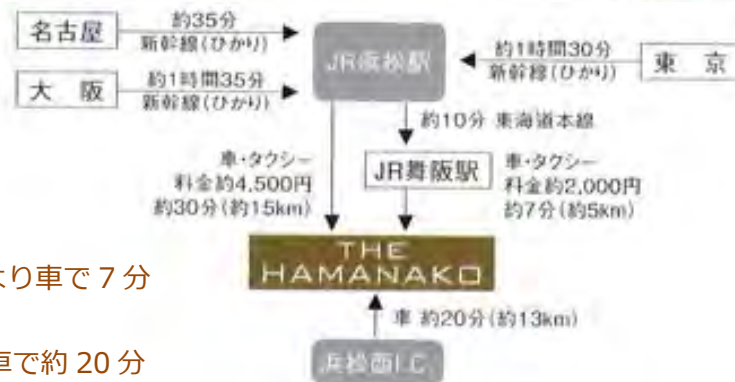 名古屋
約35分
新幹線(ひかり)
大 阪
約1時間35分
新幹線(ひかり)
JR浜松駅
約1時間30分
新幹線(ひかり)
東 京
約10分 東海道本線
車・タクシー
料金約4,500円
約30分(約15km)
JR舞阪駅
車・タクシー
料金約2,000円
約7分(約5km)
THE
HAMANAKO
より車で7分
車 約20分(約13km)
車で約20分
浜松西I.C